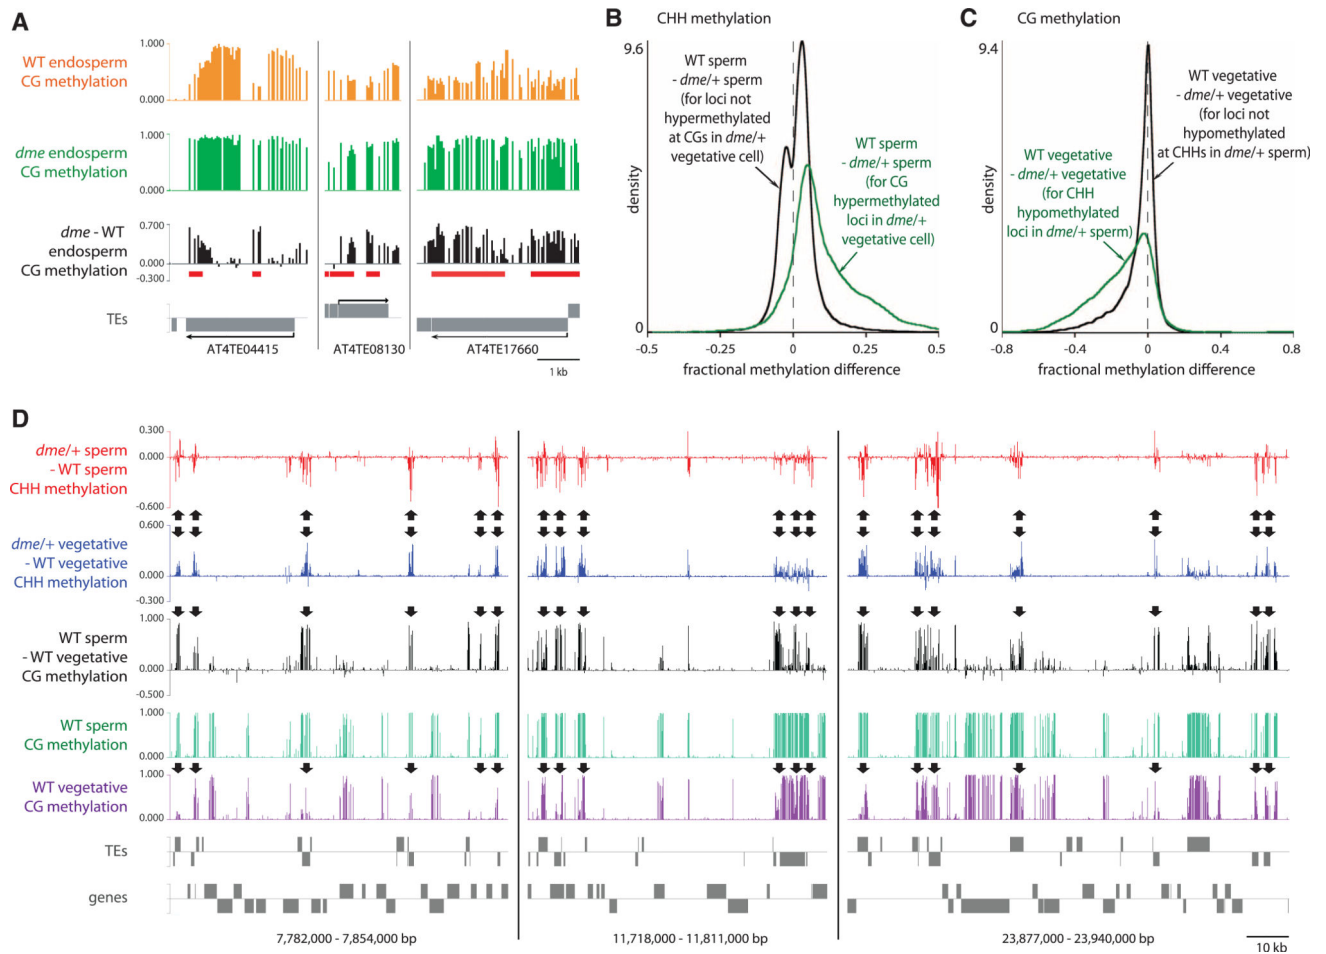 A
WT endosperm
CG methylation
1.000
0.000
dme endosperm
CG methylation
1.000
0.000
dme - WT
endosperm
CG methylation
0.700
0.000
-0.300
TEs
AT4TE04415
AT4TE08130
AT4TE17660
1 kb
B
CHH methylation
9.6
density
0
WT sperm
- dme/+ sperm
(for loci not
hypermethylated
at CGs in dme/+
vegetative cell)
WT sperm
- dme/+ sperm
(for CG
hypermethylated
loci in dme/+
vegetative cell)
-0.5
-0.25
0
0.25
0.5
fractional methylation difference
C
CG methylation
9.4
density
0
WT vegetative
- dme/+ vegetative
(for loci not
hypomethylated
at CHHs in dme/+ sperm)
WT vegetative
- dme/+ vegetative
(for CHH
hypomethylated
loci in dme/+ sperm)
-0.8
-0.4
0
0.4
0.8
fractional methylation difference
D
dme/+ sperm
- WT sperm
CHH methylation
0.300
0.000
-0.600
dme/+ vegetative
- WT vegetative
CHH methylation
0.600
0.000
-0.300
WT sperm
- WT vegetative
CG methylation
1.000
0.000
-0.500
WT sperm
CG methylation
1.000
0.000
WT vegetative
CG methylation
1.000
0.000
TEs
genes
7,782,000 - 7,854,000 bp
11,718,000 - 11,811,000 bp
23,877,000 - 23,940,000 bp
10 kb